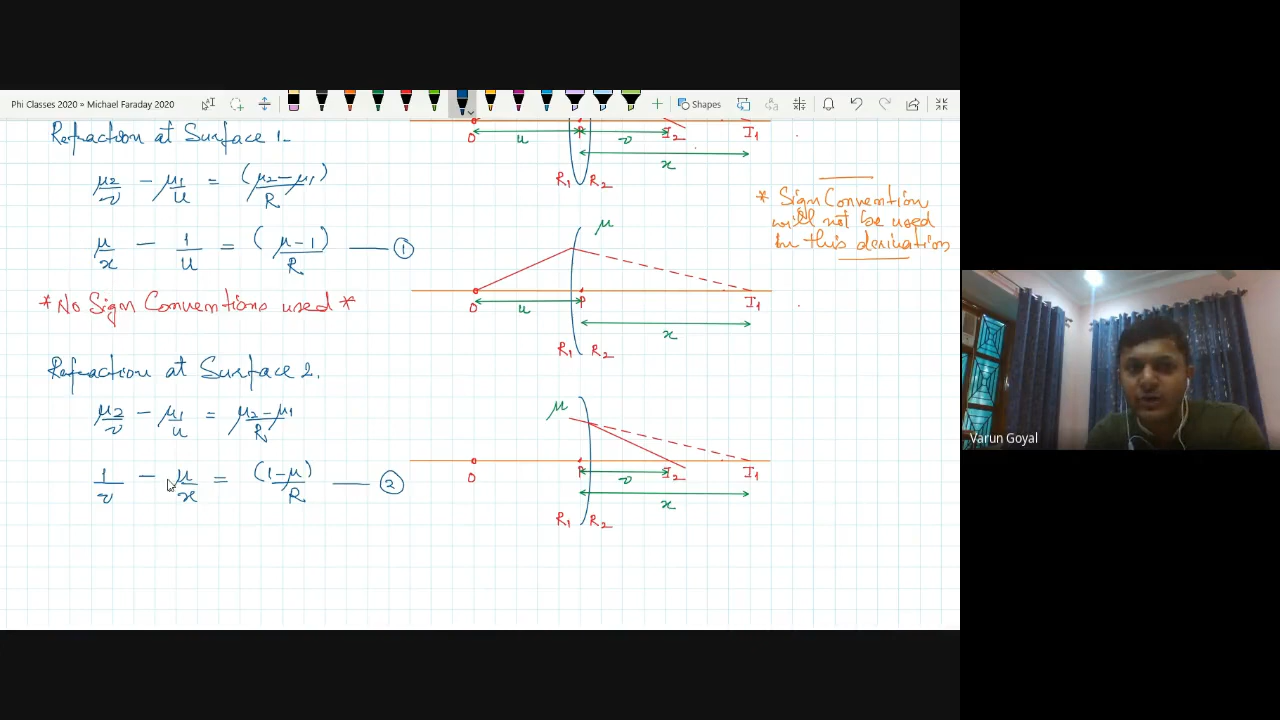 Phi Classes 2020 » Michael Faraday 2020
Shapes
Refraction at Surface 1.
μ2/v - μ1/u = (μ2-μ1)/R
μ/x - 1/u = (μ-1)/R — ①
*No Sign Conventions used*
Refraction at Surface 2.
μ2/v - μ1/u = μ2-μ1/R
1/v - μ/x = (1-μ)/R — ②
O u P v I2 I1
x
R1 R2
μ
O u P I1
x
R1 R2
μ
O P v I2 I1
x
R1 R2
* Sign Convention
will not be used
in this derivation
Varun Goyal